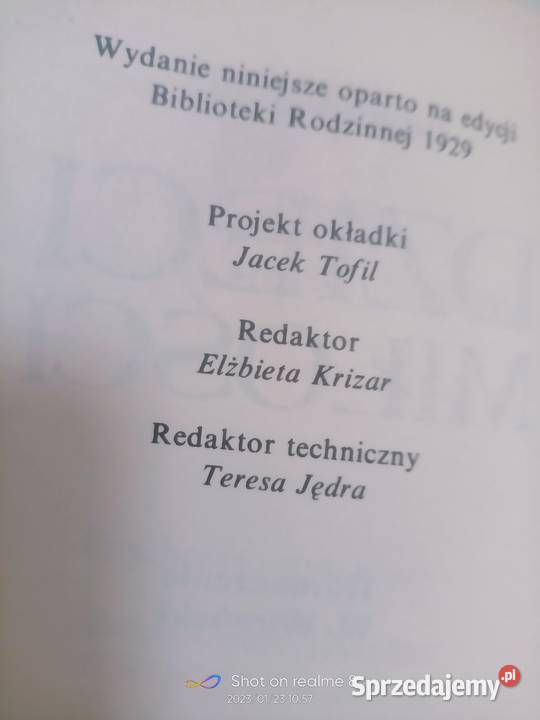 Wydanie niniejsze oparto na edycji
Biblioteki Rodzinnej 1929
Projekt okładki
Jacek Tofil
Redaktor
Elżbieta Krizar
Redaktor techniczny
Teresa Jędra
Shot on realme 8
2023.01.23 10:57
Sprzedajemy.pl